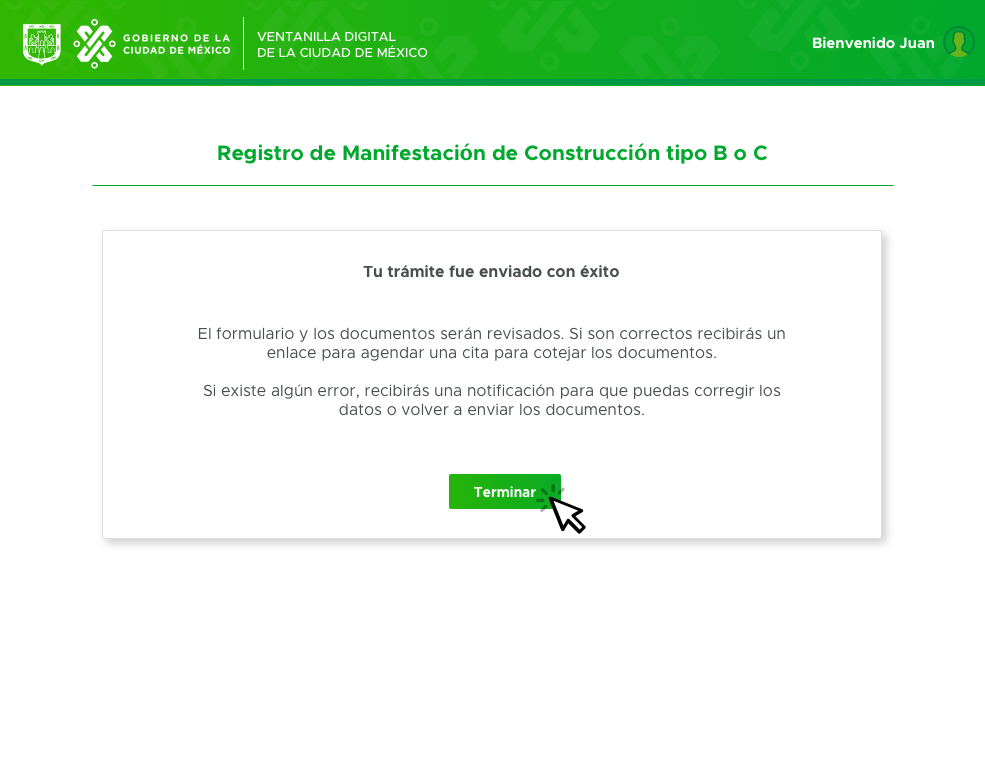 GOBIERNO DE LA
CIUDAD DE MÉXICO
VENTANILLA DIGITAL
DE LA CIUDAD DE MÉXICO
Bienvenido Juan
Registro de Manifestación de Construcción tipo B o C
Tu trámite fue enviado con éxito
El formulario y los documentos serán revisados. Si son correctos recibirás un
enlace para agendar una cita para cotejar los documentos.
Si existe algún error, recibirás una notificación para que puedas corregir los
datos o volver a enviar los documentos.
Terminar